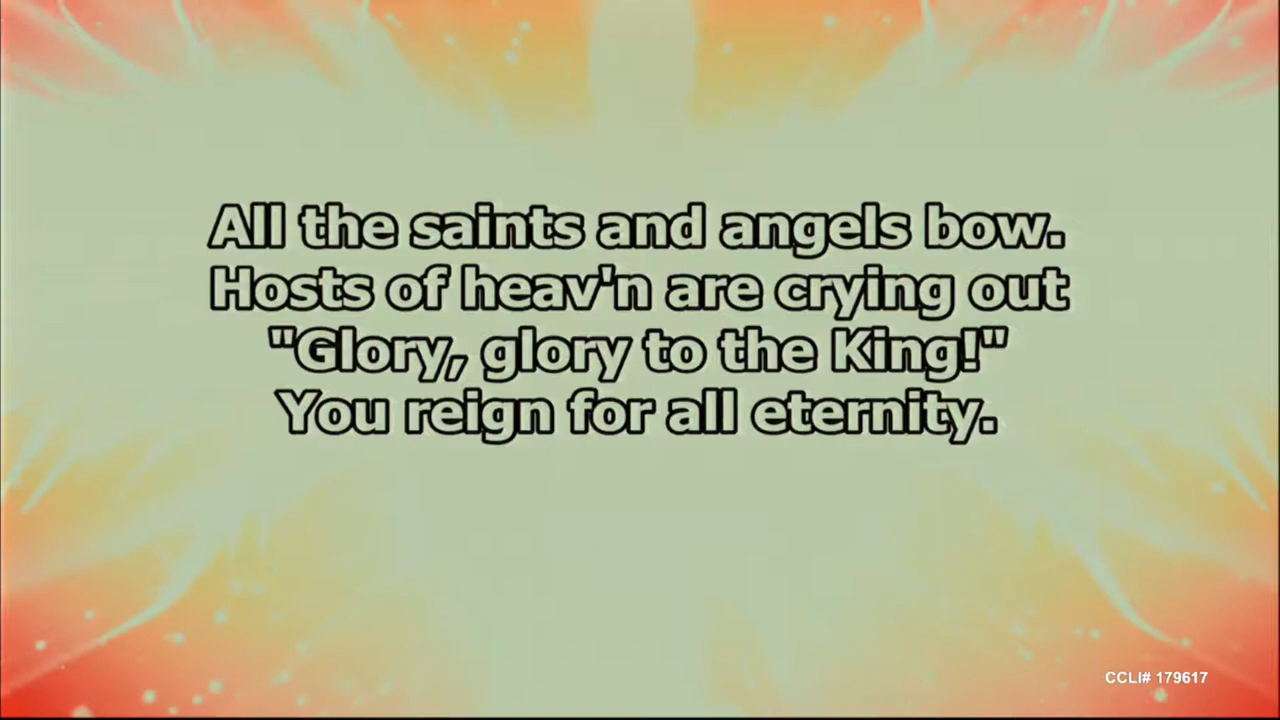 All the saints and angels bow.
Hosts of heav'n are crying out
"Glory, glory to the King!"
You reign for all eternity.
CCLI# 179617